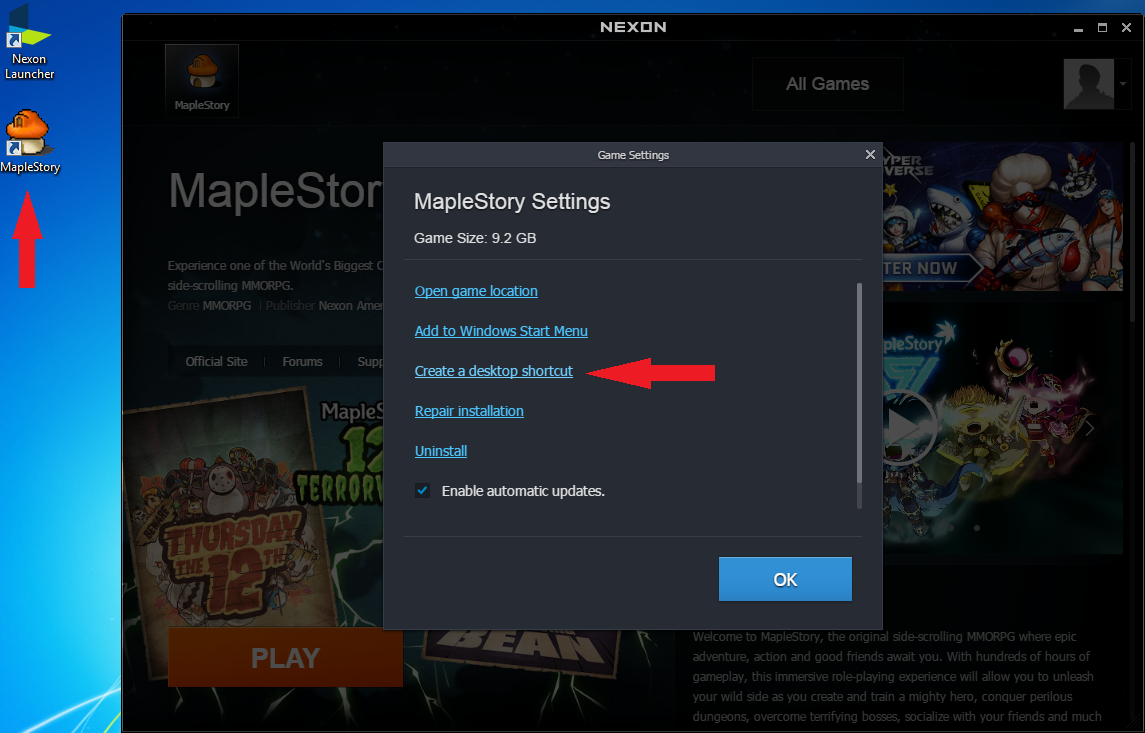 NEXON
Nexon
Launcher
MapleStory
MapleStory
All Games
Game Settings
MapleStory Settings
Game Size: 9.2 GB
Open game location
Add to Windows Start Menu
Create a desktop shortcut
Repair installation
Uninstall
Enable automatic updates.
OK
MapleStor
Experience one of the World's Biggest C
side-scrolling MMORPG.
Genre MMORPG | Publisher Nexon Amer
Official Site
Forums
Supp
MapleS
12
TERROR
THURSDAY
THE 12TH
BEAN
PLAY
YPER
VERSE
TER NOW
pleStory
Welcome to MapleStory, the original side-scrolling MMORPG where epic
adventure, action and good friends await you. With hundreds of hours of
gameplay, this immersive role-playing experience will allow you to unleash
your wild side as you create and train a mighty hero, conquer perilous
dungeons, overcome terrifying bosses, socialize with your friends and much